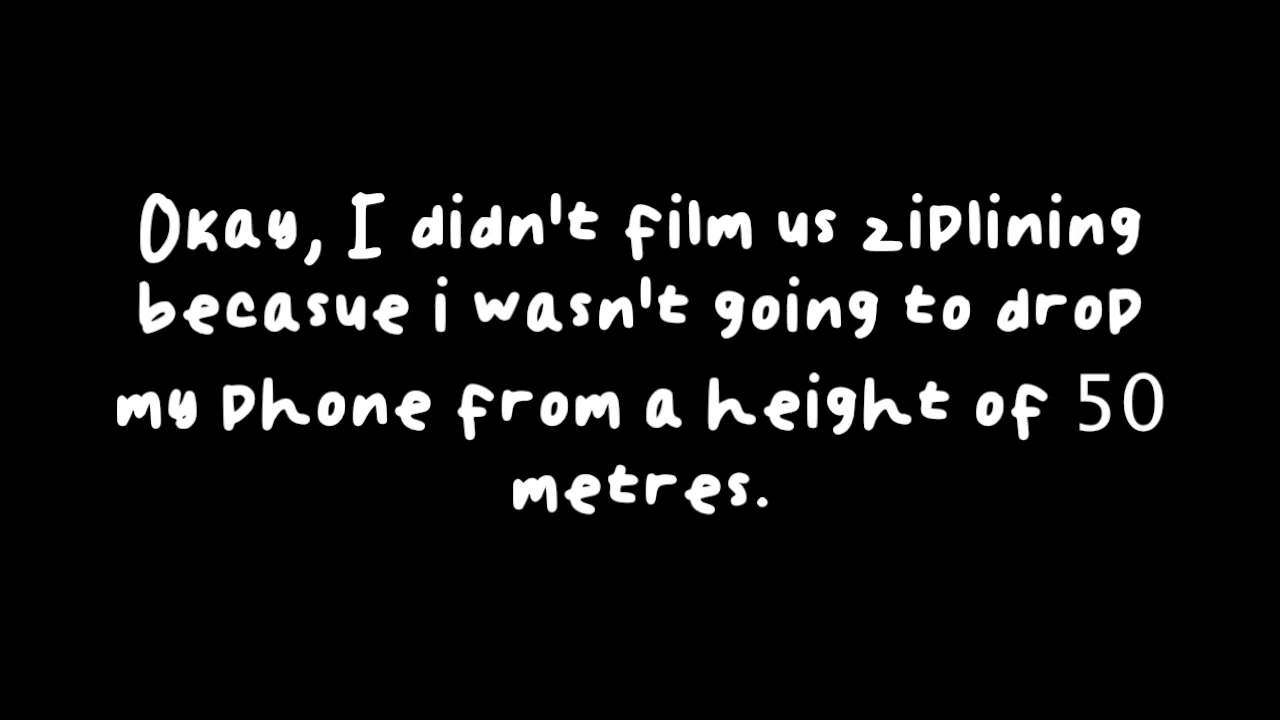 Okay, I didn't film us ziplining
becasue i wasn't going to drop
my phone from a height of 50
metres.